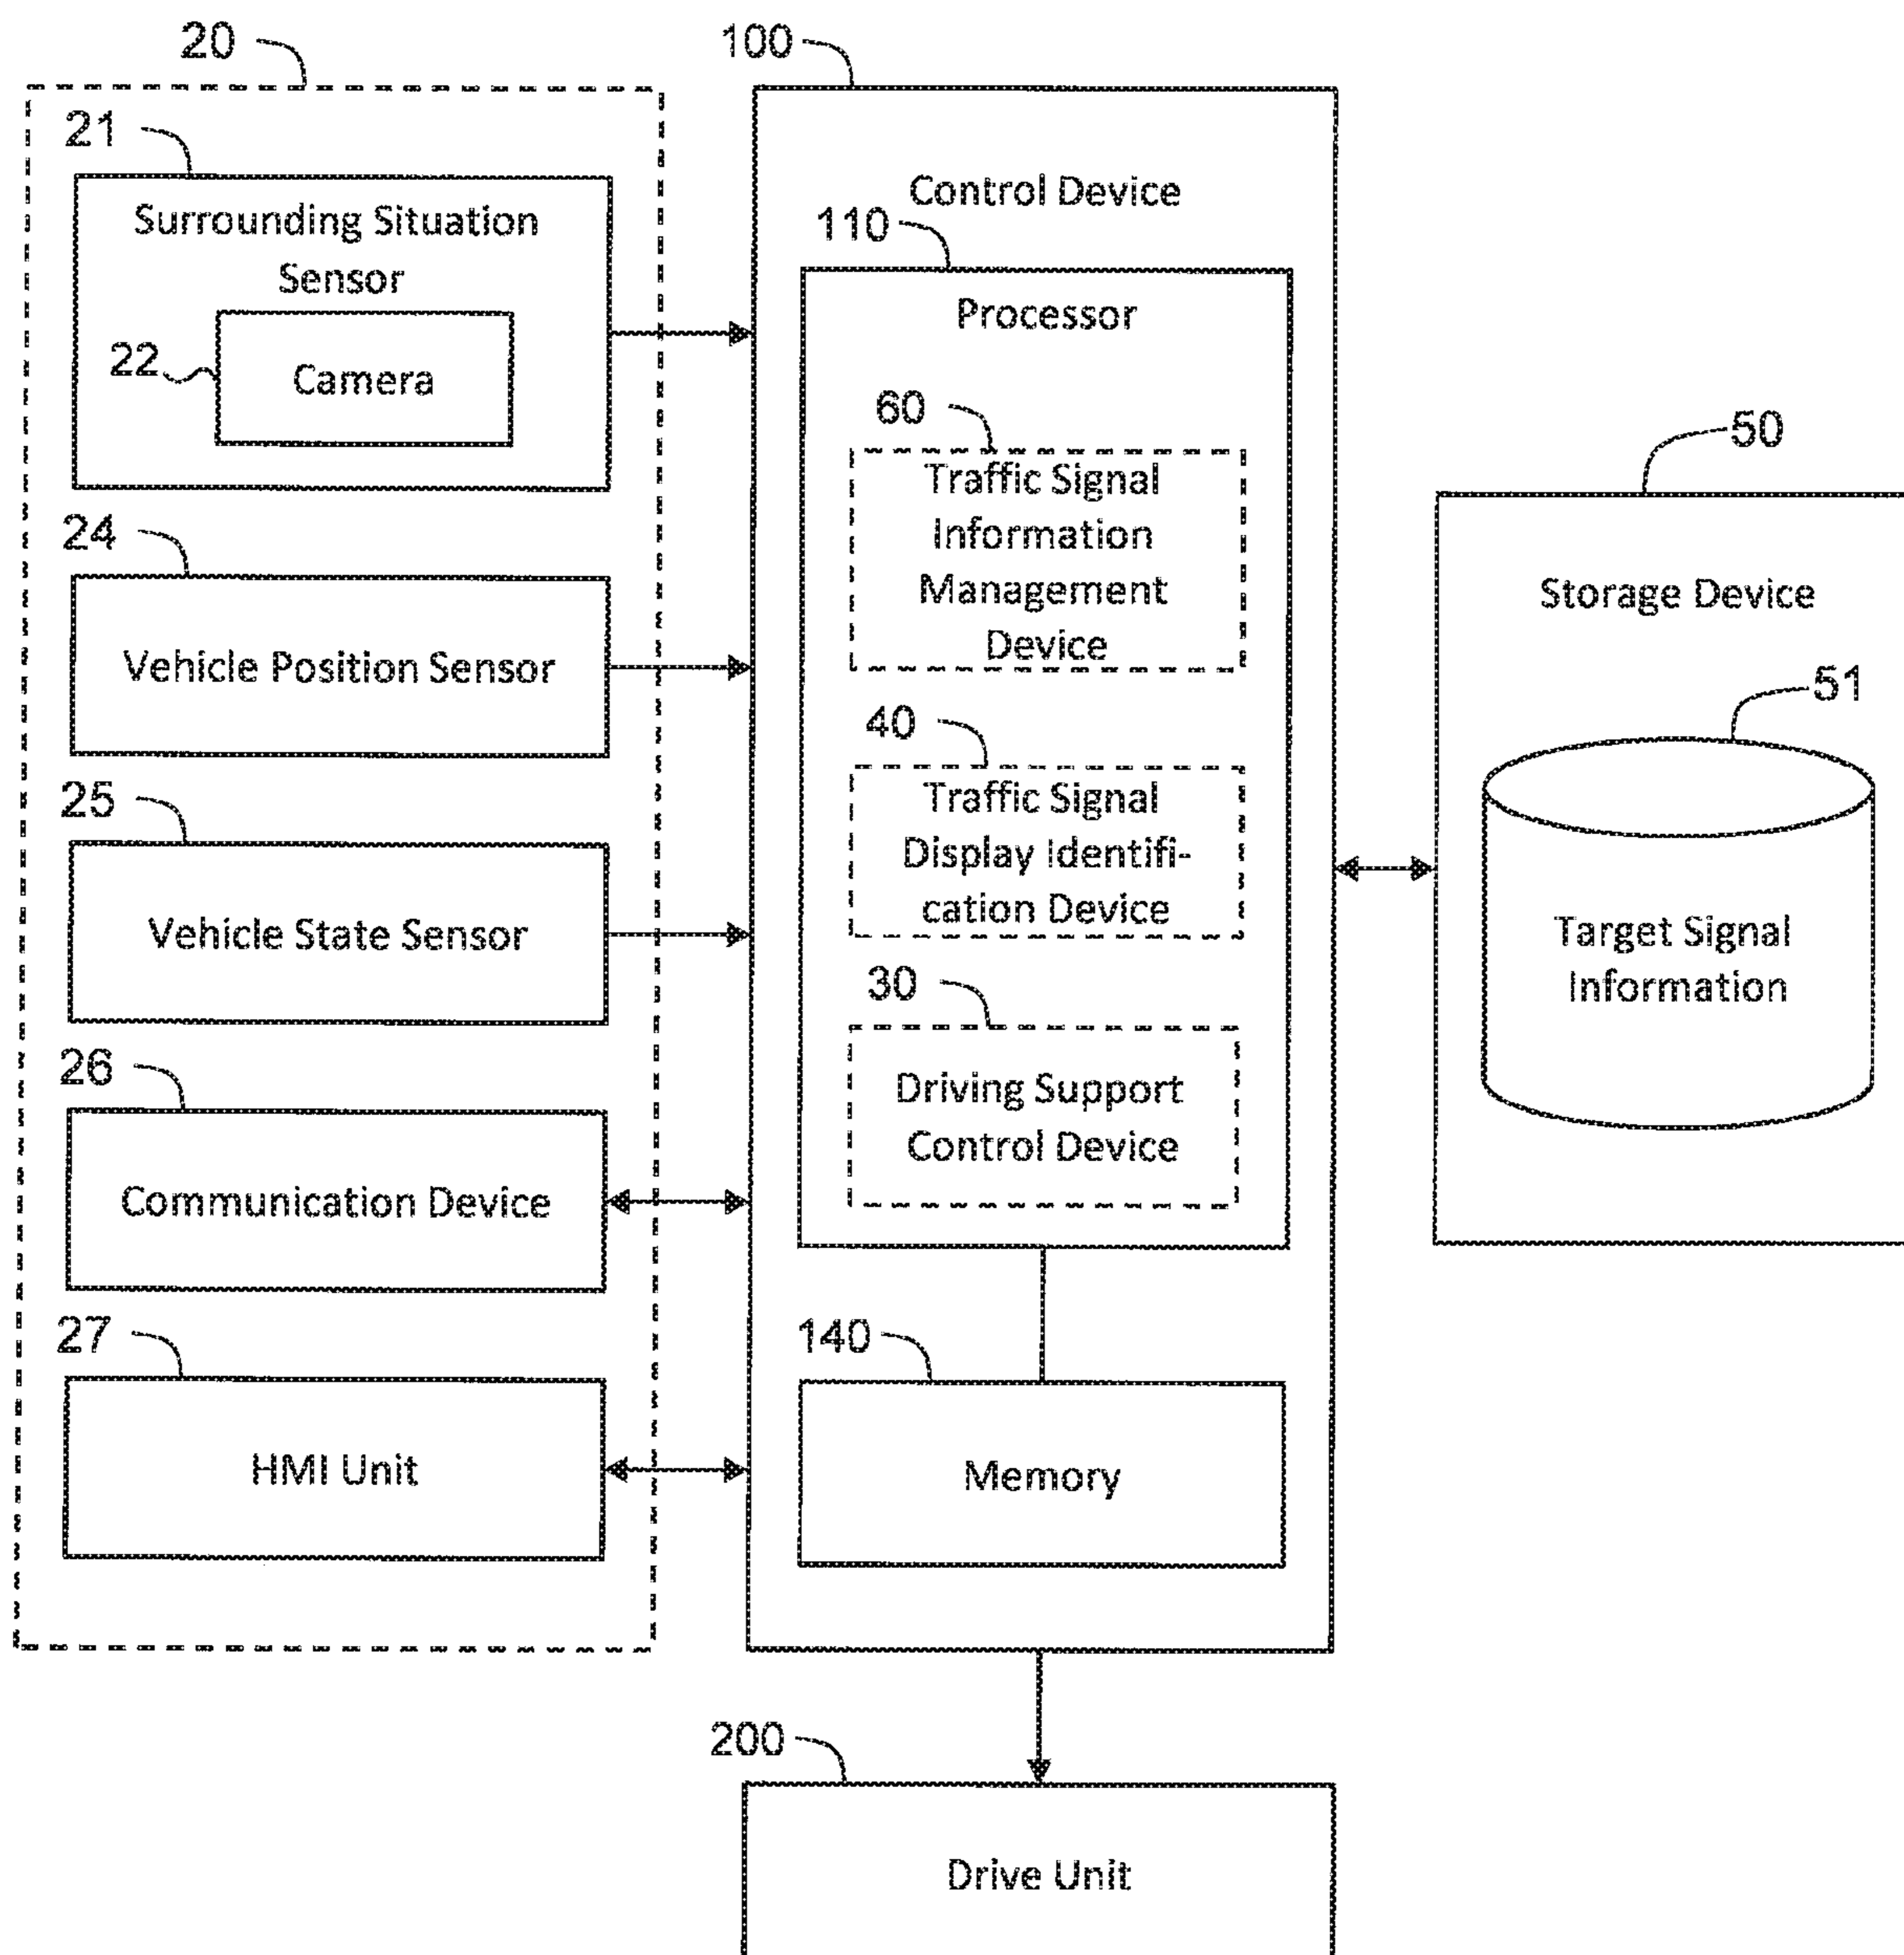 20
21
Surrounding Situation
Sensor
22
Camera
24
Vehicle Position Sensor
25
Vehicle State Sensor
26
Communication Device
27
HMI Unit
100
Control Device
110
Processor
60
Traffic Signal
Information
Management
Device
40
Traffic Signal
Display Identifi-
cation Device
30
Driving Support
Control Device
140
Memory
50
Storage Device
51
Target Signal
Information
200
Drive Unit